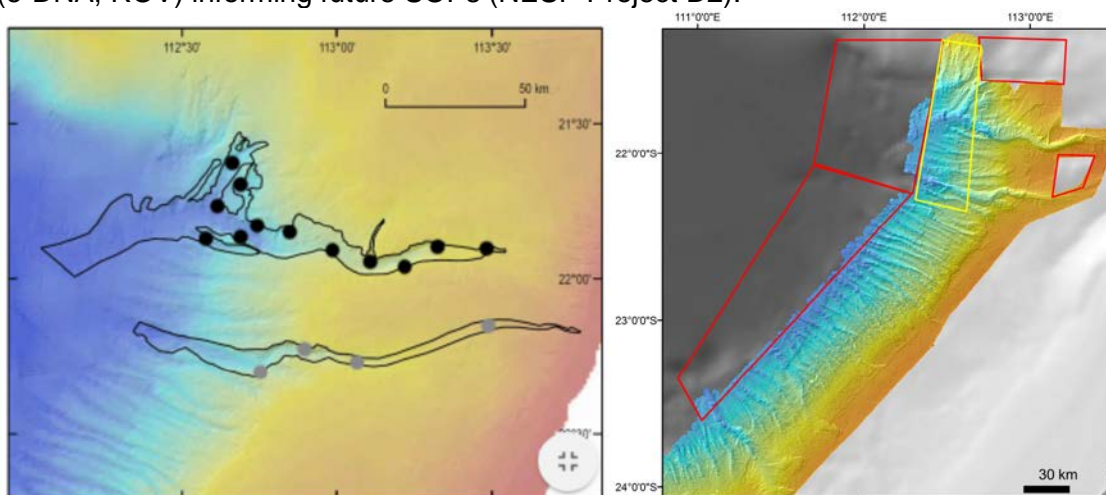 (e-DNA, ROV) informing future SOPs (NESP Project D2).
112°30' 113°00' 113°30'
0 50 km
21°30'
22°00'
111°0'0"E 112°0'0"E 113°0'0"E
22°0'0"S
23°0'0"S
24°0'0"S
30 km